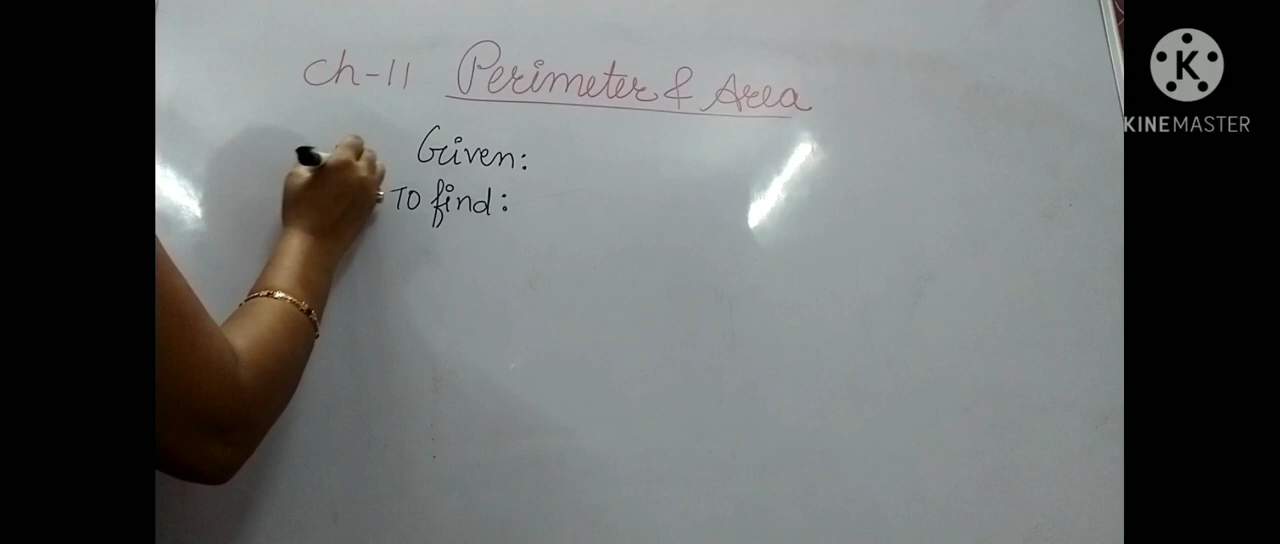 Ch-11 Perimeter & Area
Given:
To find:
K
KINEMASTER